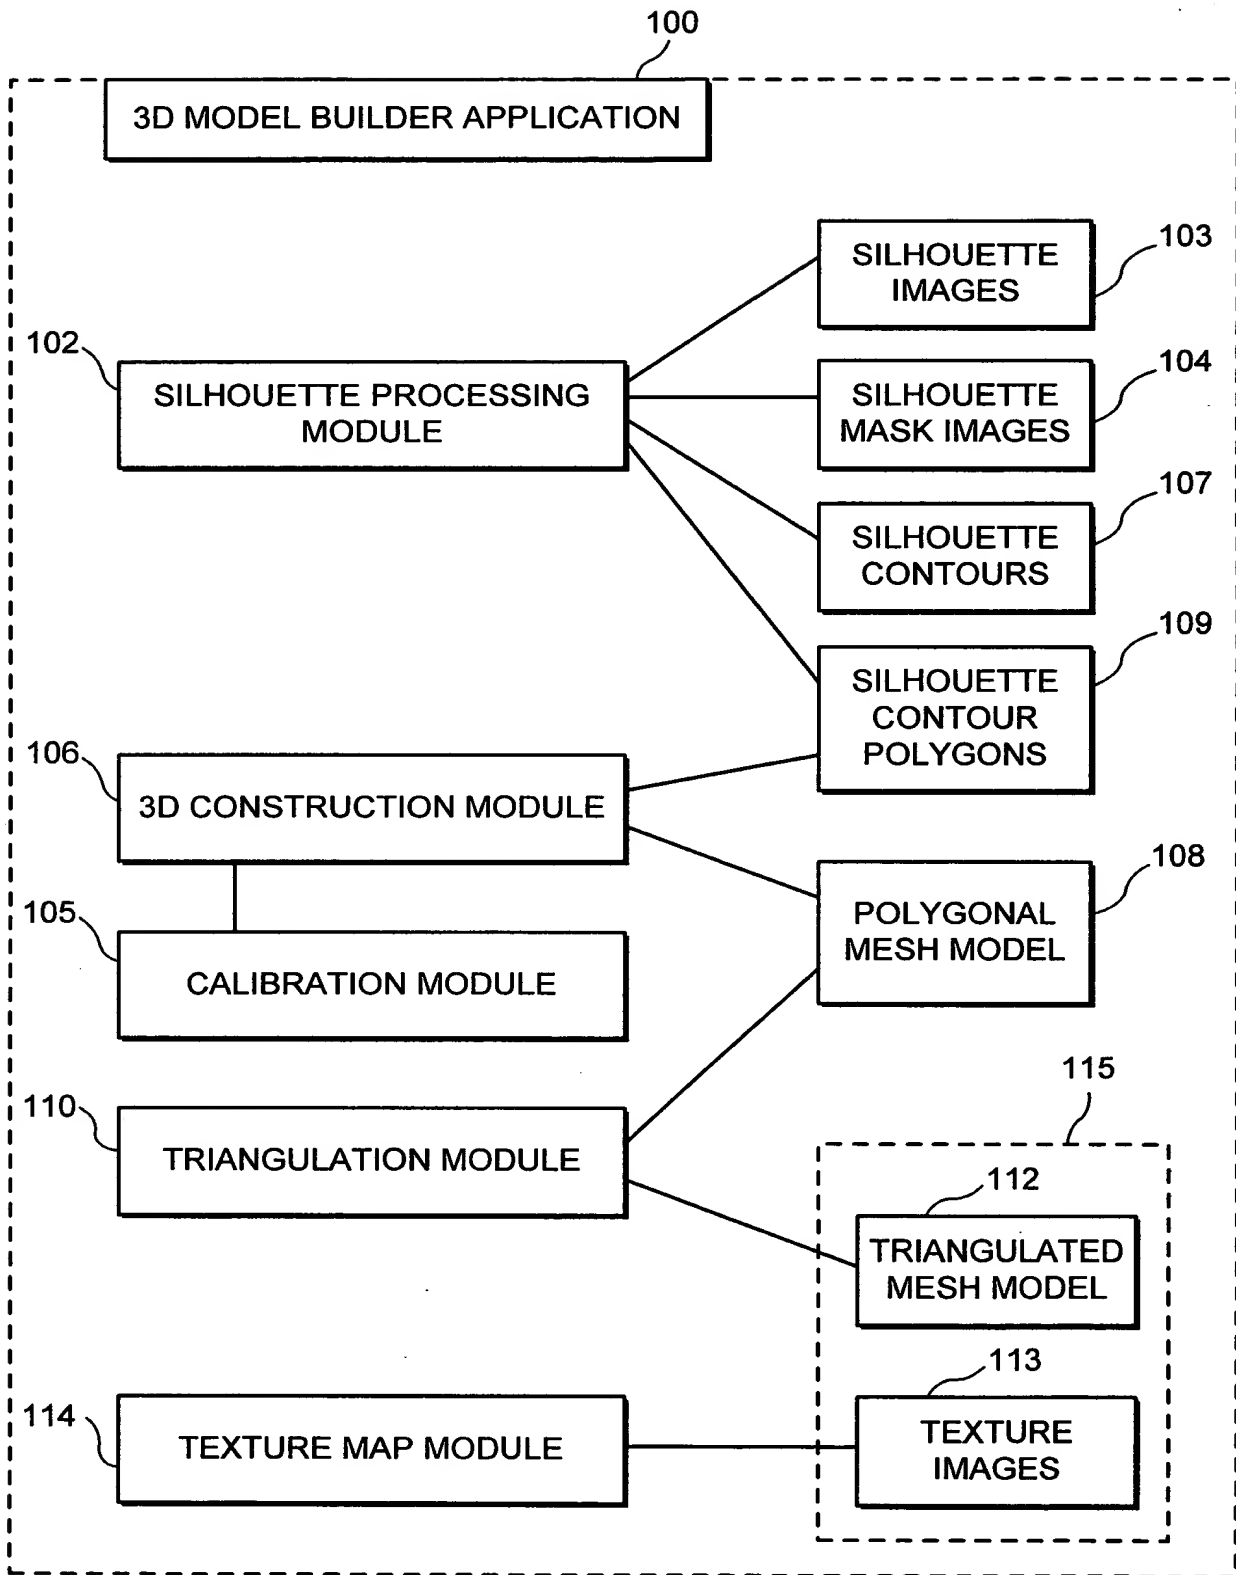 100
3D MODEL BUILDER APPLICATION
103
SILHOUETTE
IMAGES
102
SILHOUETTE PROCESSING
MODULE
104
SILHOUETTE
MASK IMAGES
107
SILHOUETTE
CONTOURS
109
SILHOUETTE
CONTOUR
POLYGONS
106
3D CONSTRUCTION MODULE
108
POLYGONAL
MESH MODEL
105
CALIBRATION MODULE
115
110
TRIANGULATION MODULE
112
TRIANGULATED
MESH MODEL
113
TEXTURE
IMAGES
114
TEXTURE MAP MODULE